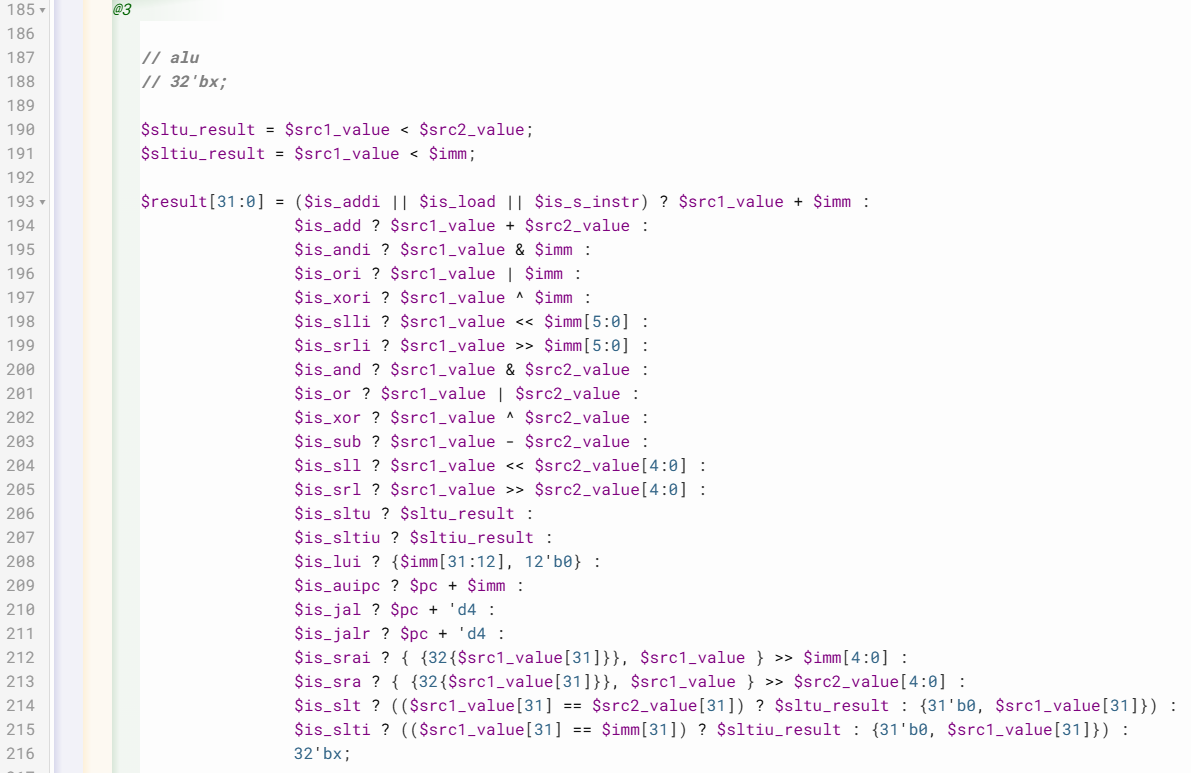 185 @3
186
187 // alu
188 // 32'bx;
189
190 $sltu_result = $src1_value < $src2_value;
191 $sltiu_result = $src1_value < $imm;
192
193 $result[31:0] = ($is_addi || $is_load || $is_s_instr) ? $src1_value + $imm :
194 $is_add ? $src1_value + $src2_value :
195 $is_andi ? $src1_value & $imm :
196 $is_ori ? $src1_value | $imm :
197 $is_xori ? $src1_value ^ $imm :
198 $is_slli ? $src1_value << $imm[5:0] :
199 $is_srli ? $src1_value >> $imm[5:0] :
200 $is_and ? $src1_value & $src2_value :
201 $is_or ? $src1_value | $src2_value :
202 $is_xor ? $src1_value ^ $src2_value :
203 $is_sub ? $src1_value - $src2_value :
204 $is_sll ? $src1_value << $src2_value[4:0] :
205 $is_srl ? $src1_value >> $src2_value[4:0] :
206 $is_sltu ? $sltu_result :
207 $is_sltiu ? $sltiu_result :
208 $is_lui ? {$imm[31:12], 12'b0} :
209 $is_auipc ? $pc + $imm :
210 $is_jal ? $pc + 'd4 :
211 $is_jalr ? $pc + 'd4 :
212 $is_srai ? { {32{$src1_value[31]}}, $src1_value } >> $imm[4:0] :
213 $is_sra ? { {32{$src1_value[31]}}, $src1_value } >> $src2_value[4:0] :
214 $is_slt ? (($src1_value[31] == $src2_value[31]) ? $sltu_result : {31'b0, $src1_value[31]}) :
215 $is_slti ? (($src1_value[31] == $imm[31]) ? $sltiu_result : {31'b0, $src1_value[31]}) :
216 32'bx;